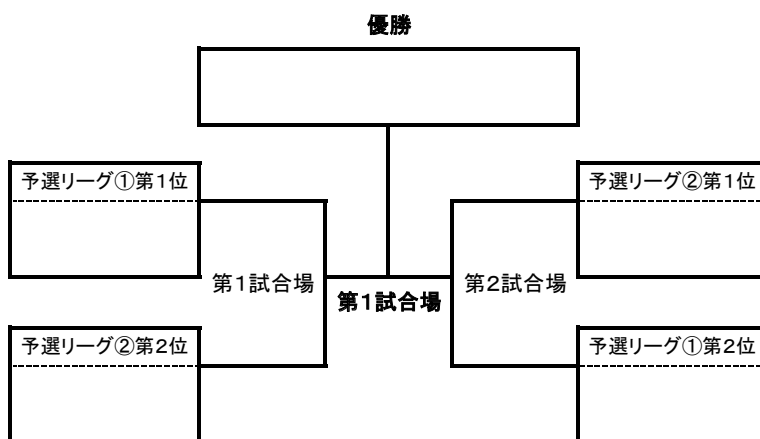 優勝
予選リーグ①第1位
予選リーグ②第1位
第1試合場
第2試合場
第1試合場
予選リーグ②第2位
予選リーグ①第2位